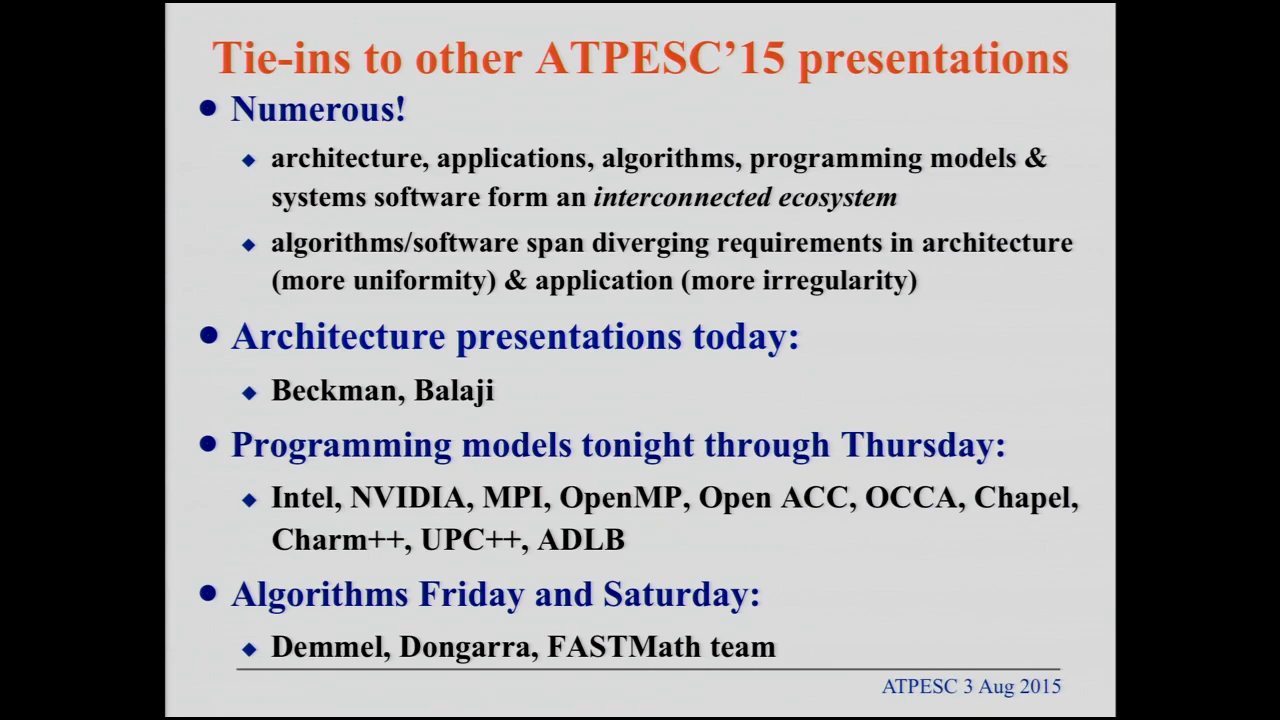 Tie-ins to other ATPESC’15 presentations
● Numerous!
◆ architecture, applications, algorithms, programming models &
systems software form an interconnected ecosystem
◆ algorithms/software span diverging requirements in architecture
(more uniformity) & application (more irregularity)
● Architecture presentations today:
◆ Beckman, Balaji
● Programming models tonight through Thursday:
◆ Intel, NVIDIA, MPI, OpenMP, Open ACC, OCCA, Chapel,
Charm++, UPC++, ADLB
● Algorithms Friday and Saturday:
◆ Demmel, Dongarra, FASTMath team
ATPESC 3 Aug 2015